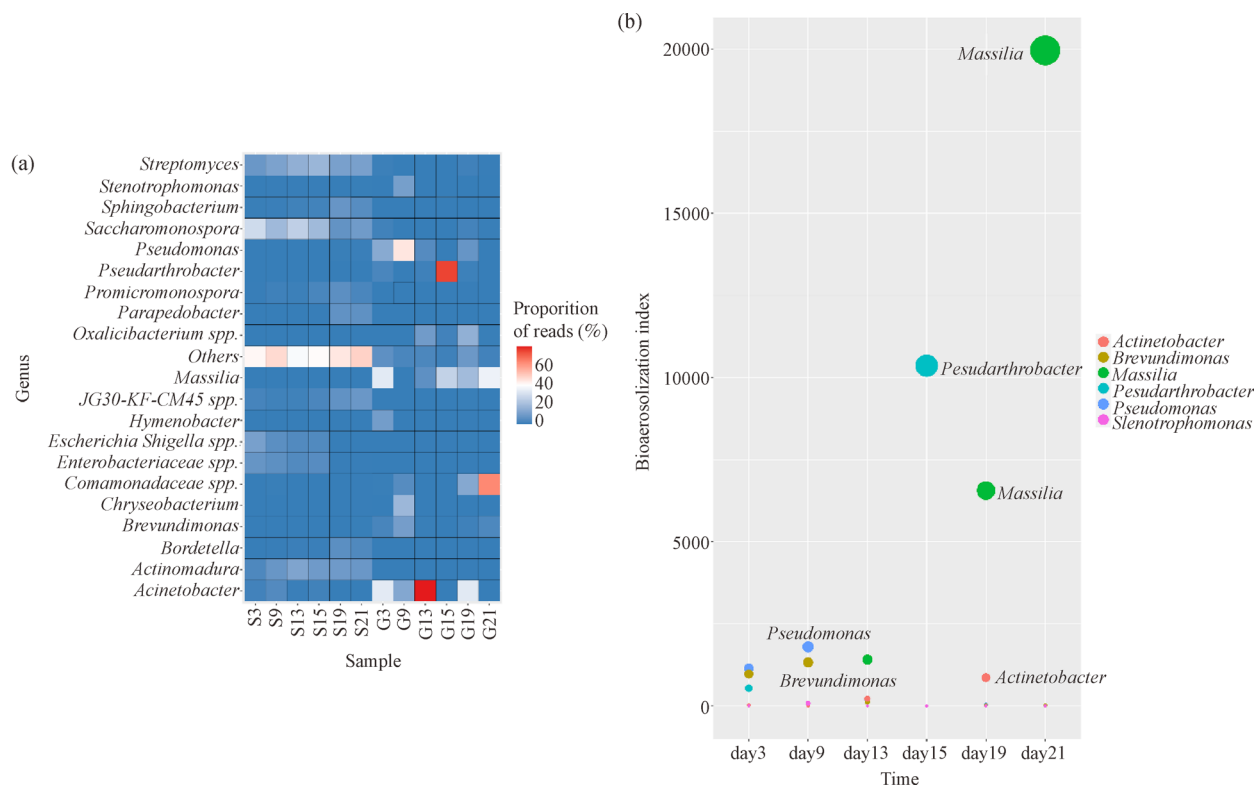 (a)
Genus
Streptomyces
Stenotrophomonas
Sphingobacterium
Saccharomonospora
Pseudomonas
Pseudarthrobacter
Promicromonospora
Parapedobacter
Oxalicibacterium spp.
Others
Massilia
JG30-KF-CM45 spp.
Hymenobacter
Escherichia Shigella spp.
Enterobacteriaceae spp.
Comamonadaceae spp.
Chryseobacterium
Brevundimonas
Bordetella
Actinomadura
Acinetobacter
S3 S9 S13 S15 S19 S21 G3 G9 G13 G15 G19 G21
Sample
Proportion
of reads (%)
60
40
20
0
(b)
Bioaerosolization index
20000
15000
10000
5000
0
Massilia
Pesudarthrobacter
Massilia
Pseudomonas
Brevundimonas
Actinetobacter
day3 day9 day13 day15 day19 day21
Time
Actinetobacter
Brevundimonas
Massilia
Pesudarthrobacter
Pseudomonas
Slenotrophomonas